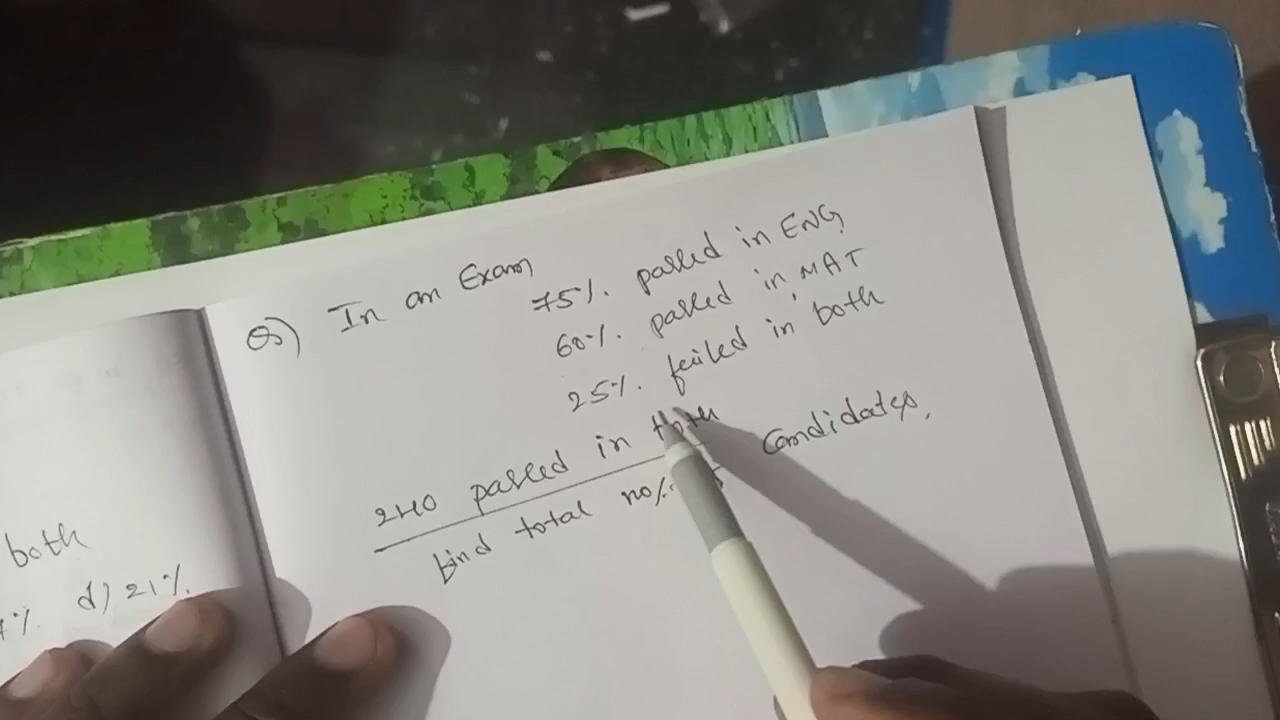 Q) In an Exam
75%. passed in ENG
60%. passed in MAT
25%. failed in both
240 passed in both
find total no%. Candidates.
both
d) 21%.